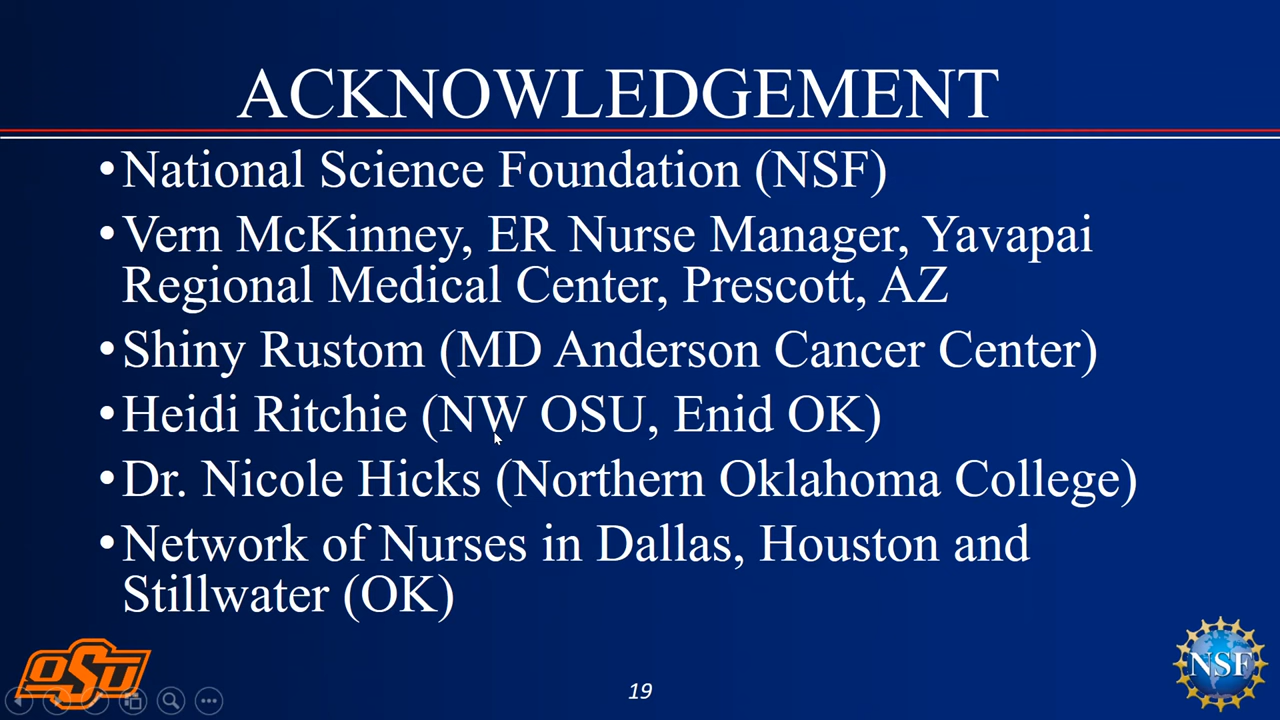 ACKNOWLEDGEMENT
•National Science Foundation (NSF)
•Vern McKinney, ER Nurse Manager, Yavapai
Regional Medical Center, Prescott, AZ
•Shiny Rustom (MD Anderson Cancer Center)
•Heidi Ritchie (NW OSU, Enid OK)
•Dr. Nicole Hicks (Northern Oklahoma College)
•Network of Nurses in Dallas, Houston and
Stillwater (OK)
OSU
19
NSF